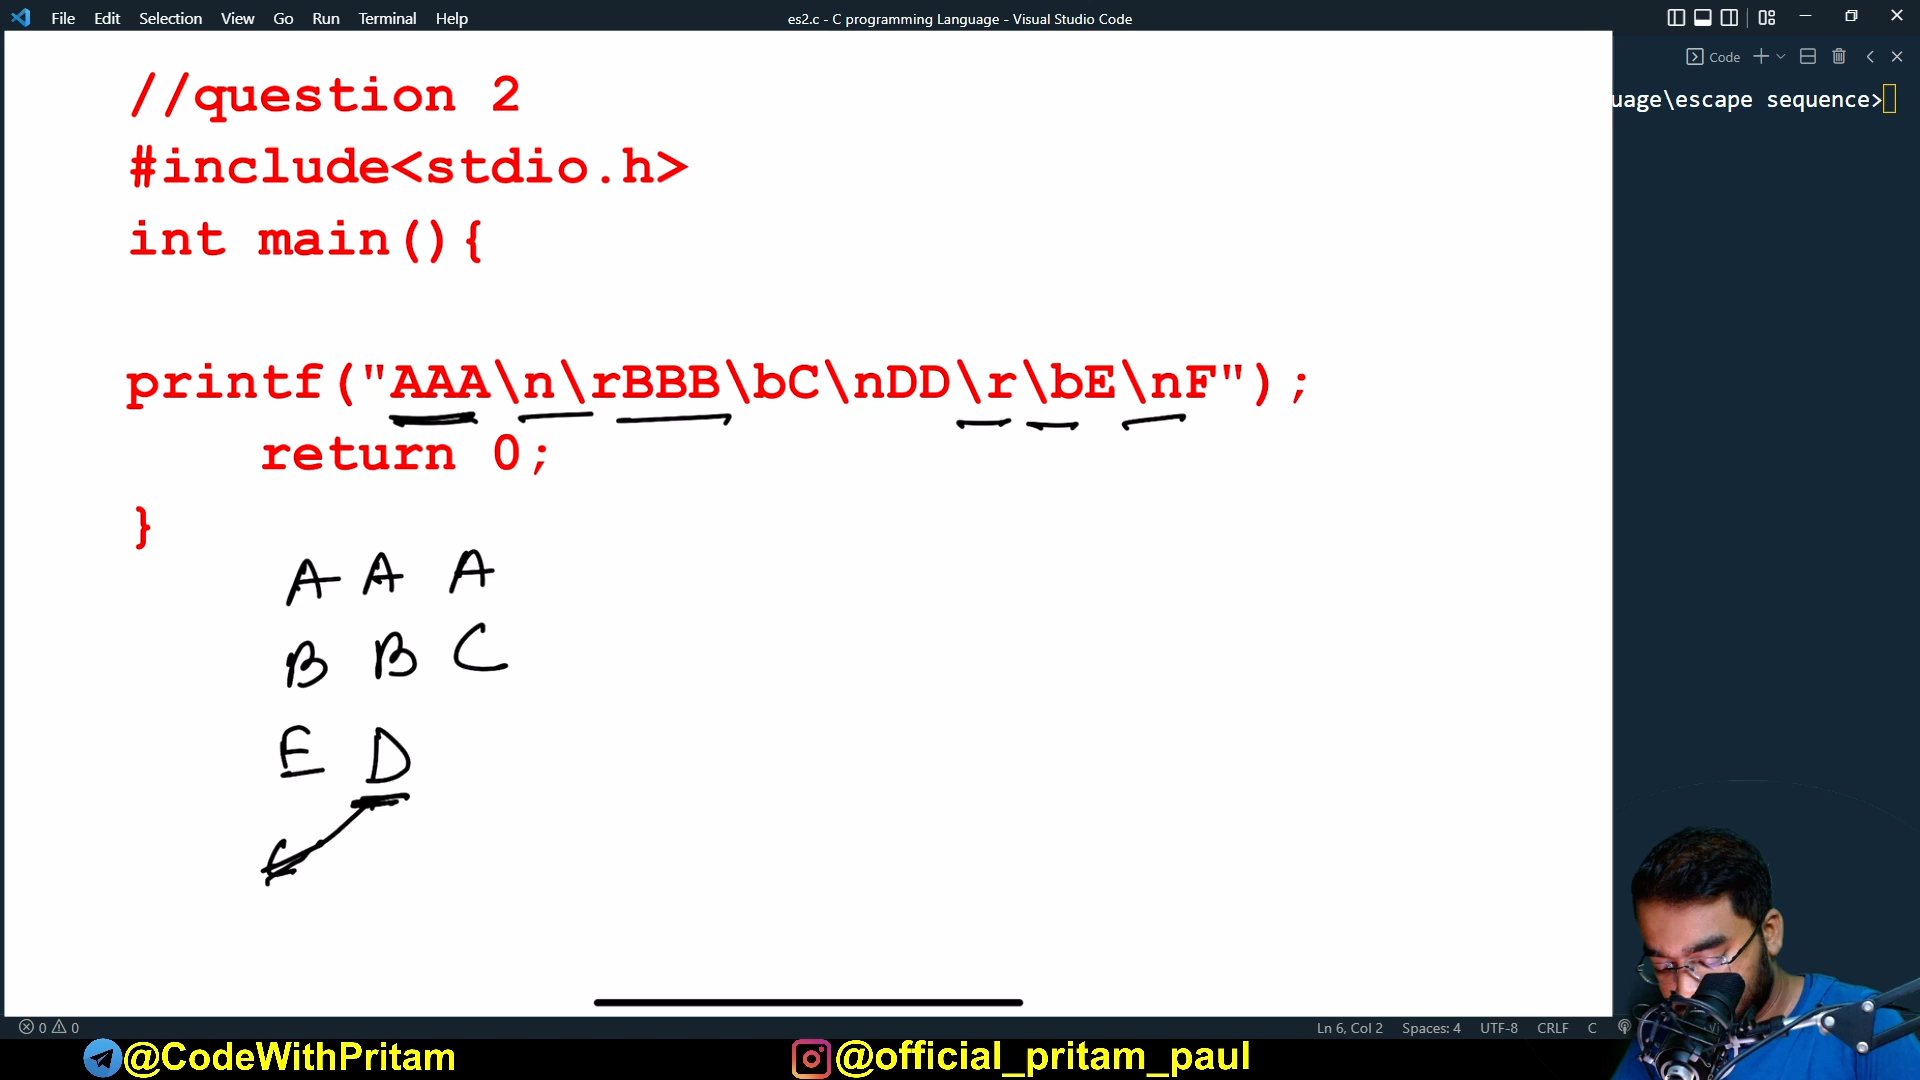 File Edit Selection View Go Run Terminal Help es2.c - C programming Language - Visual Studio Code
Code
uage\escape sequence>
//question 2
#include<stdio.h>
int main(){
printf("AAA\n\rBBB\bC\nDD\r\bE\nF");
return 0;
}
A A A
B B C
E D
0 0 Ln 6, Col 2 Spaces: 4 UTF-8 CRLF C
@CodeWithPritam @official_pritam_paul